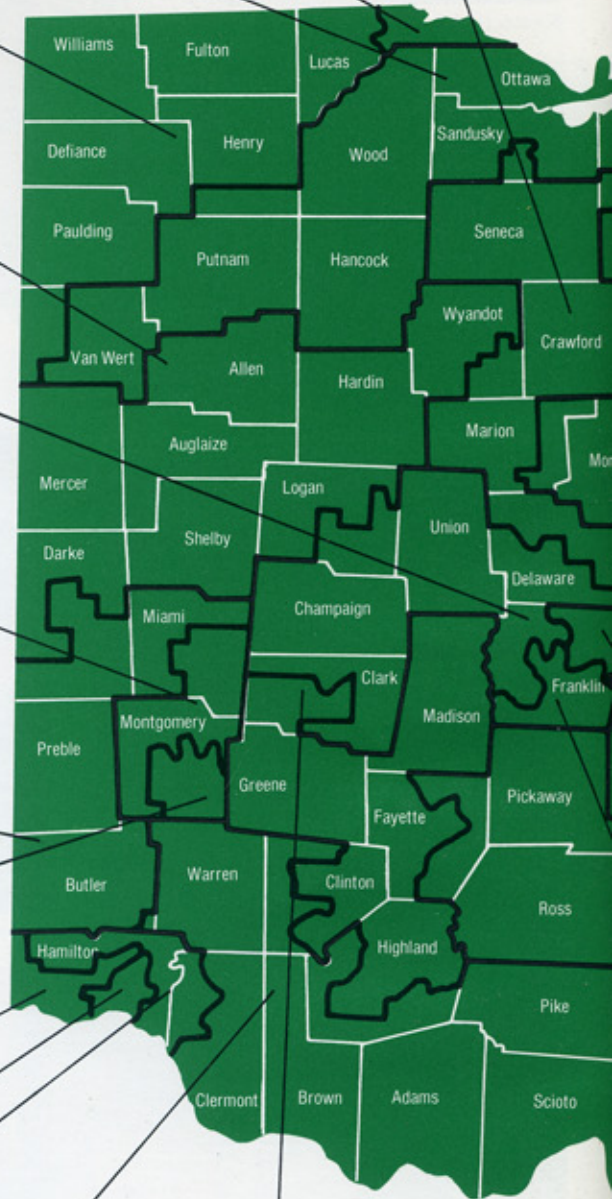 Williams
Fulton
Lucas
Ottawa
Defiance
Henry
Wood
Sandusky
Paulding
Putnam
Hancock
Seneca
Van Wert
Allen
Hardin
Wyandot
Crawford
Auglaize
Marion
Mor
Mercer
Logan
Union
Shelby
Darke
Delaware
Miami
Champaign
Clark
Franklin
Montgomery
Madison
Preble
Greene
Pickaway
Fayette
Butler
Warren
Clinton
Ross
Hamilton
Highland
Pike
Clermont
Brown
Adams
Scioto